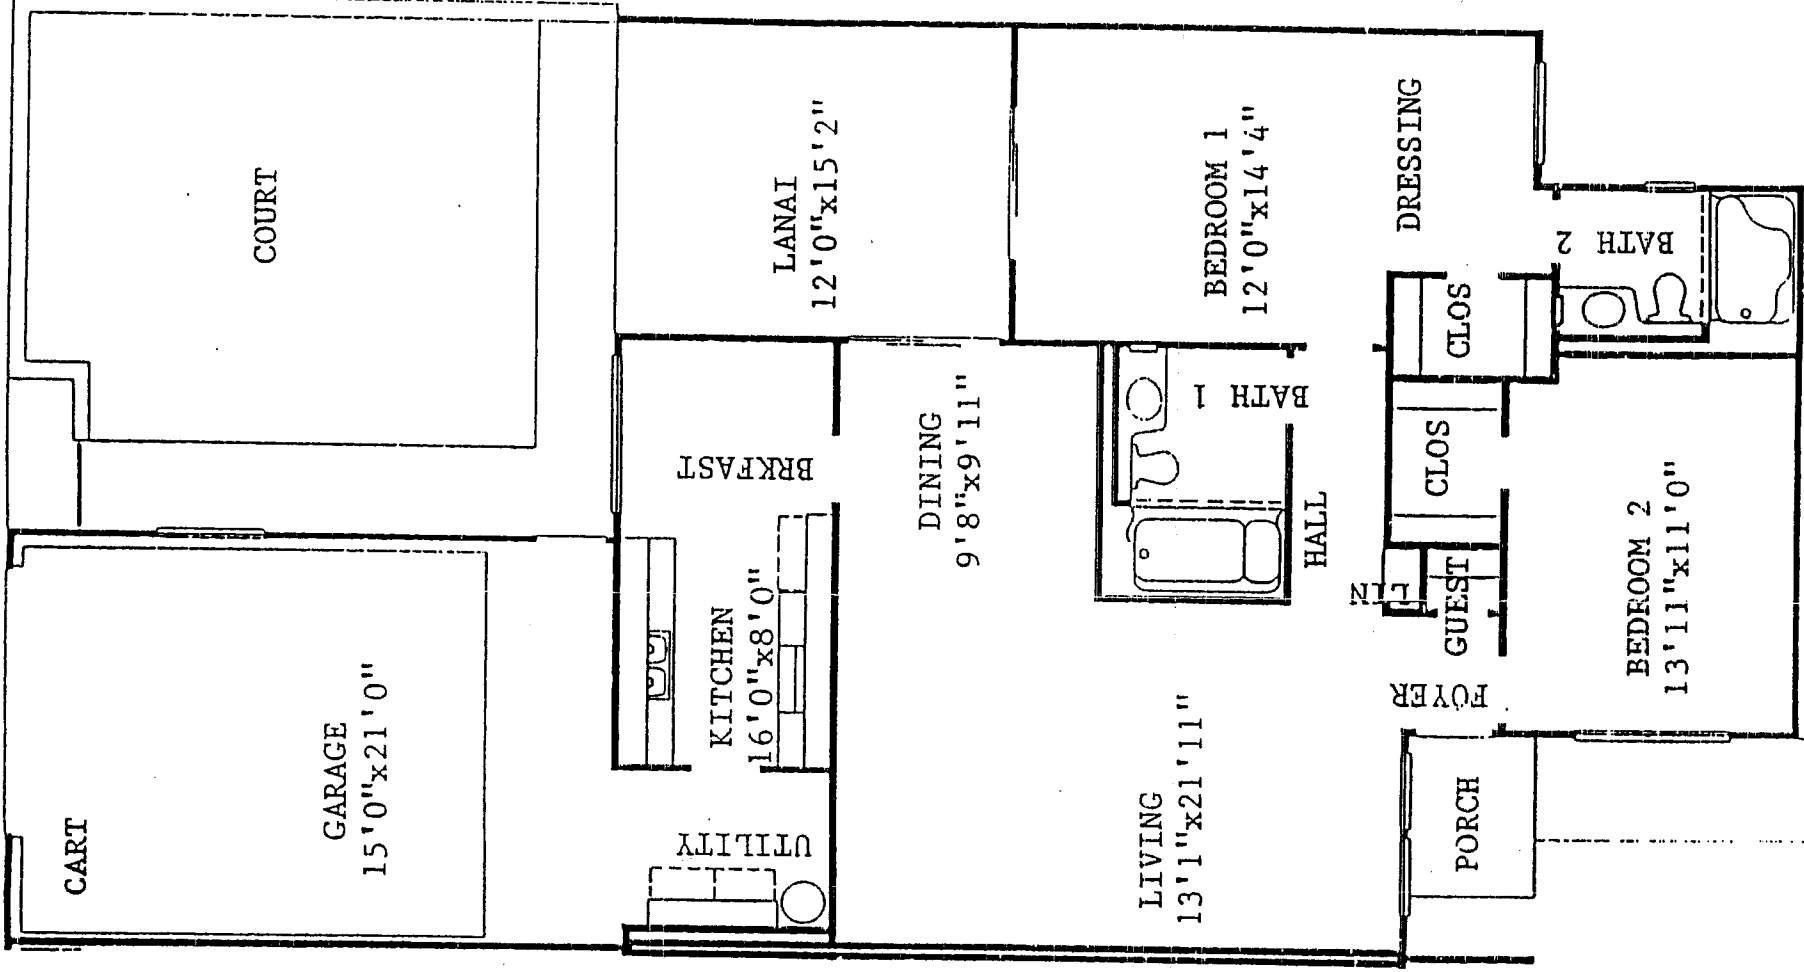 COURT
LANAI
12'0"x15'2"
BEDROOM 1
12'0"x14'4"
DRESSING
BATH 2
CLOS
BATH 1
DINING
9'8"x9'11"
BRKFAST
CLOS
HALL
LIN
GUEST
BEDROOM 2
13'11"x11'0"
KITCHEN
16'0"x8'0"
FOYER
GARAGE
15'0"x21'0"
CART
UTILITY
LIVING
13'1"x21'11"
PORCH